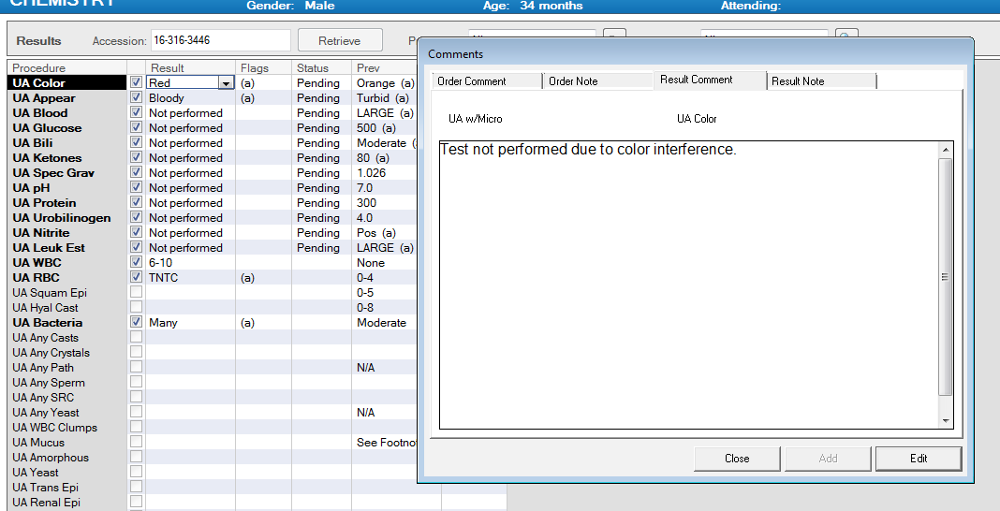 CHEMISTRY
Gender: Male Age: 34 months Attending:
Results Accession: 16-316-3446 Retrieve
Comments
Order Comment Order Note Result Comment Result Note
UA w/Micro UA Color
Test not performed due to color interference.
Close Add Edit
Procedure Result Flags Status Prev
UA Color Red (a) Pending Orange (a)
UA Appear Bloody (a) Pending Turbid (a)
UA Blood Not performed Pending LARGE (a)
UA Glucose Not performed Pending 500 (a)
UA Bili Not performed Pending Moderate (
UA Ketones Not performed Pending 80 (a)
UA Spec Grav Not performed Pending 1.026
UA pH Not performed Pending 7.0
UA Protein Not performed Pending 300
UA Urobilinogen Not performed Pending 4.0
UA Nitrite Not performed Pending Pos (a)
UA Leuk Est Not performed Pending LARGE (a)
UA WBC 6-10 None
UA RBC TNTC (a) 0-4
UA Squam Epi 0-5
UA Hyal Cast 0-8
UA Bacteria Many (a) Moderate
UA Any Casts
UA Any Crystals
UA Any Path N/A
UA Any Sperm
UA Any SRC
UA Any Yeast N/A
UA WBC Clumps
UA Mucus See Footno
UA Amorphous
UA Yeast
UA Trans Epi
UA Renal Epi